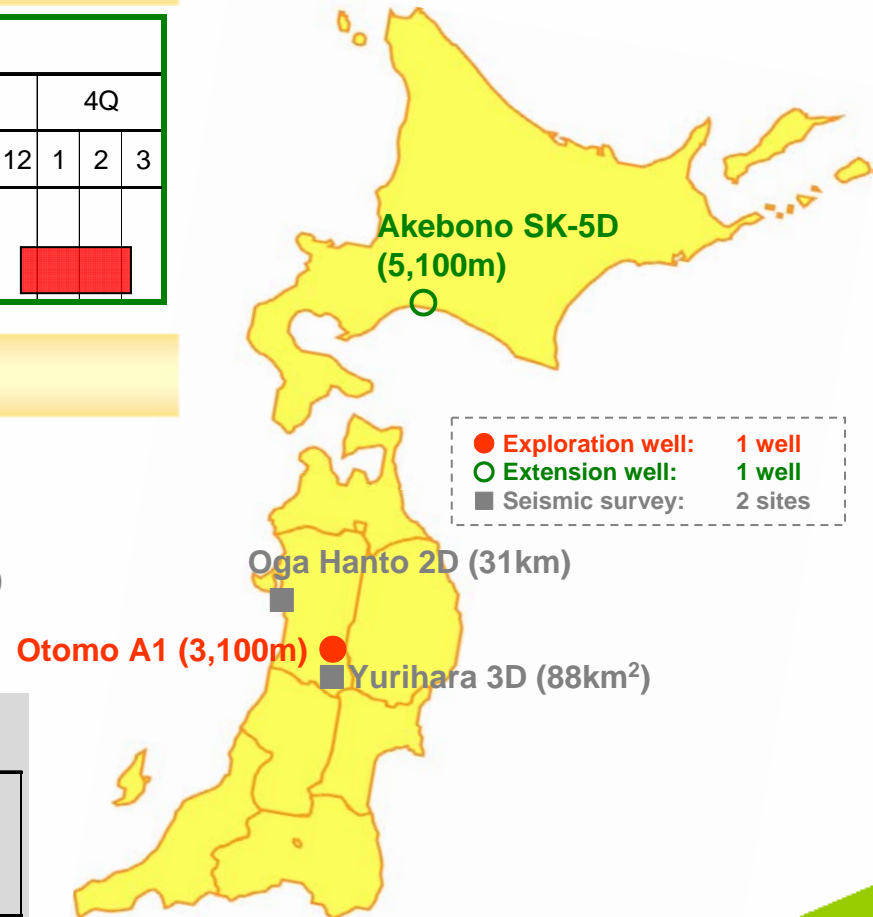 4Q
12 1 2 3
Akebono SK-5D
(5,100m)
Exploration well: 1 well
Extension well: 1 well
Seismic survey: 2 sites
Oga Hanto 2D (31km)
)
Otomo A1 (3,100m)
Yurihara 3D (88km²)